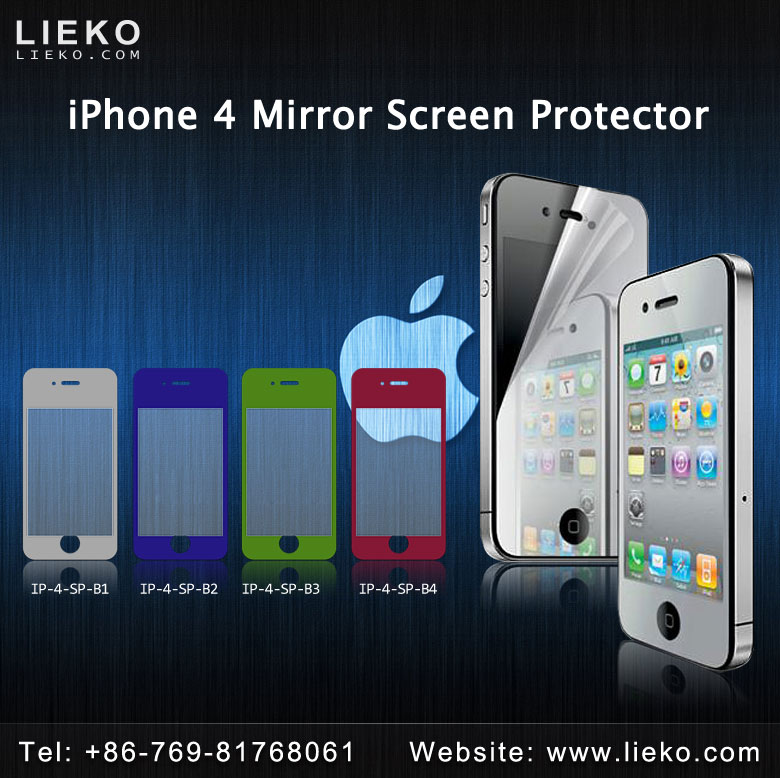 LIEKO
LIEKO.COM
iPhone 4 Mirror Screen Protector
IP-4-SP-B1 IP-4-SP-B2 IP-4-SP-B3 IP-4-SP-B4
Tel: +86-769-81768061 Website: www.lieko.com